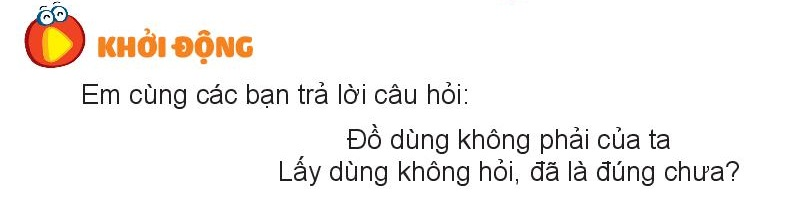 KHỞI ĐỘNG
Em cùng các bạn trả lời câu hỏi:
Đồ dùng không phải của ta
Lấy dùng không hỏi, đã là đúng chưa?